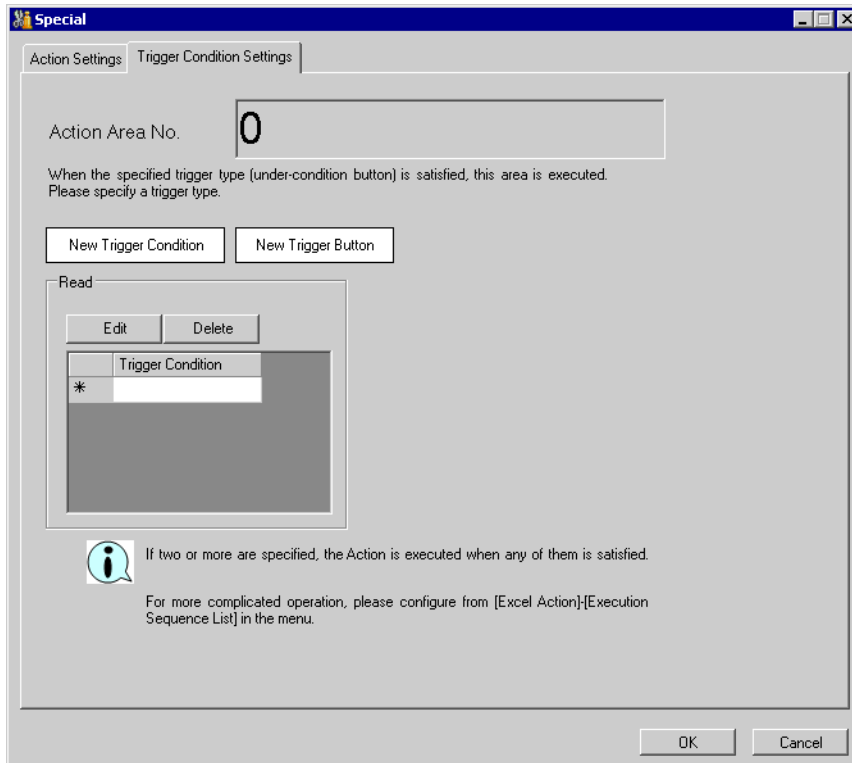 Special
Action Settings
Trigger Condition Settings
Action Area No.
0
When the specified trigger type (under-condition button) is satisfied, this area is executed.
Please specify a trigger type.
New Trigger Condition
New Trigger Button
Read
Edit
Delete
Trigger Condition
*
If two or more are specified, the Action is executed when any of them is satisfied.
For more complicated operation, please configure from [Excel Action]-[Execution
Sequence List] in the menu.
OK
Cancel